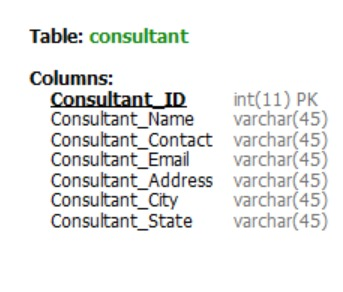 Table: consultant
Columns:
Consultant_ID int(11) PK
Consultant_Name varchar(45)
Consultant_Contact varchar(45)
Consultant_Email varchar(45)
Consultant_Address varchar(45)
Consultant_City varchar(45)
Consultant_State varchar(45)